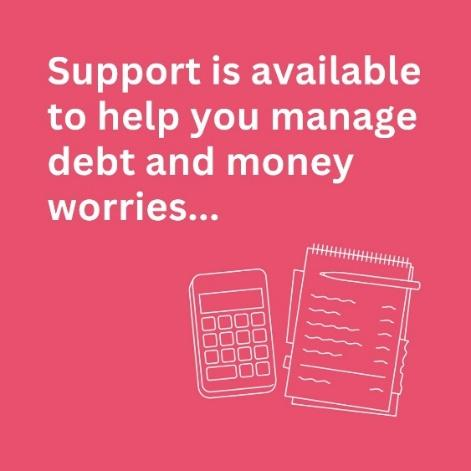 Support is available
to help you manage
debt and money
worries...